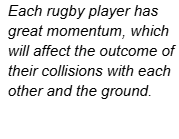 Each rugby player has
great momentum, which
will affect the outcome of
their collisions with each
other and the ground.